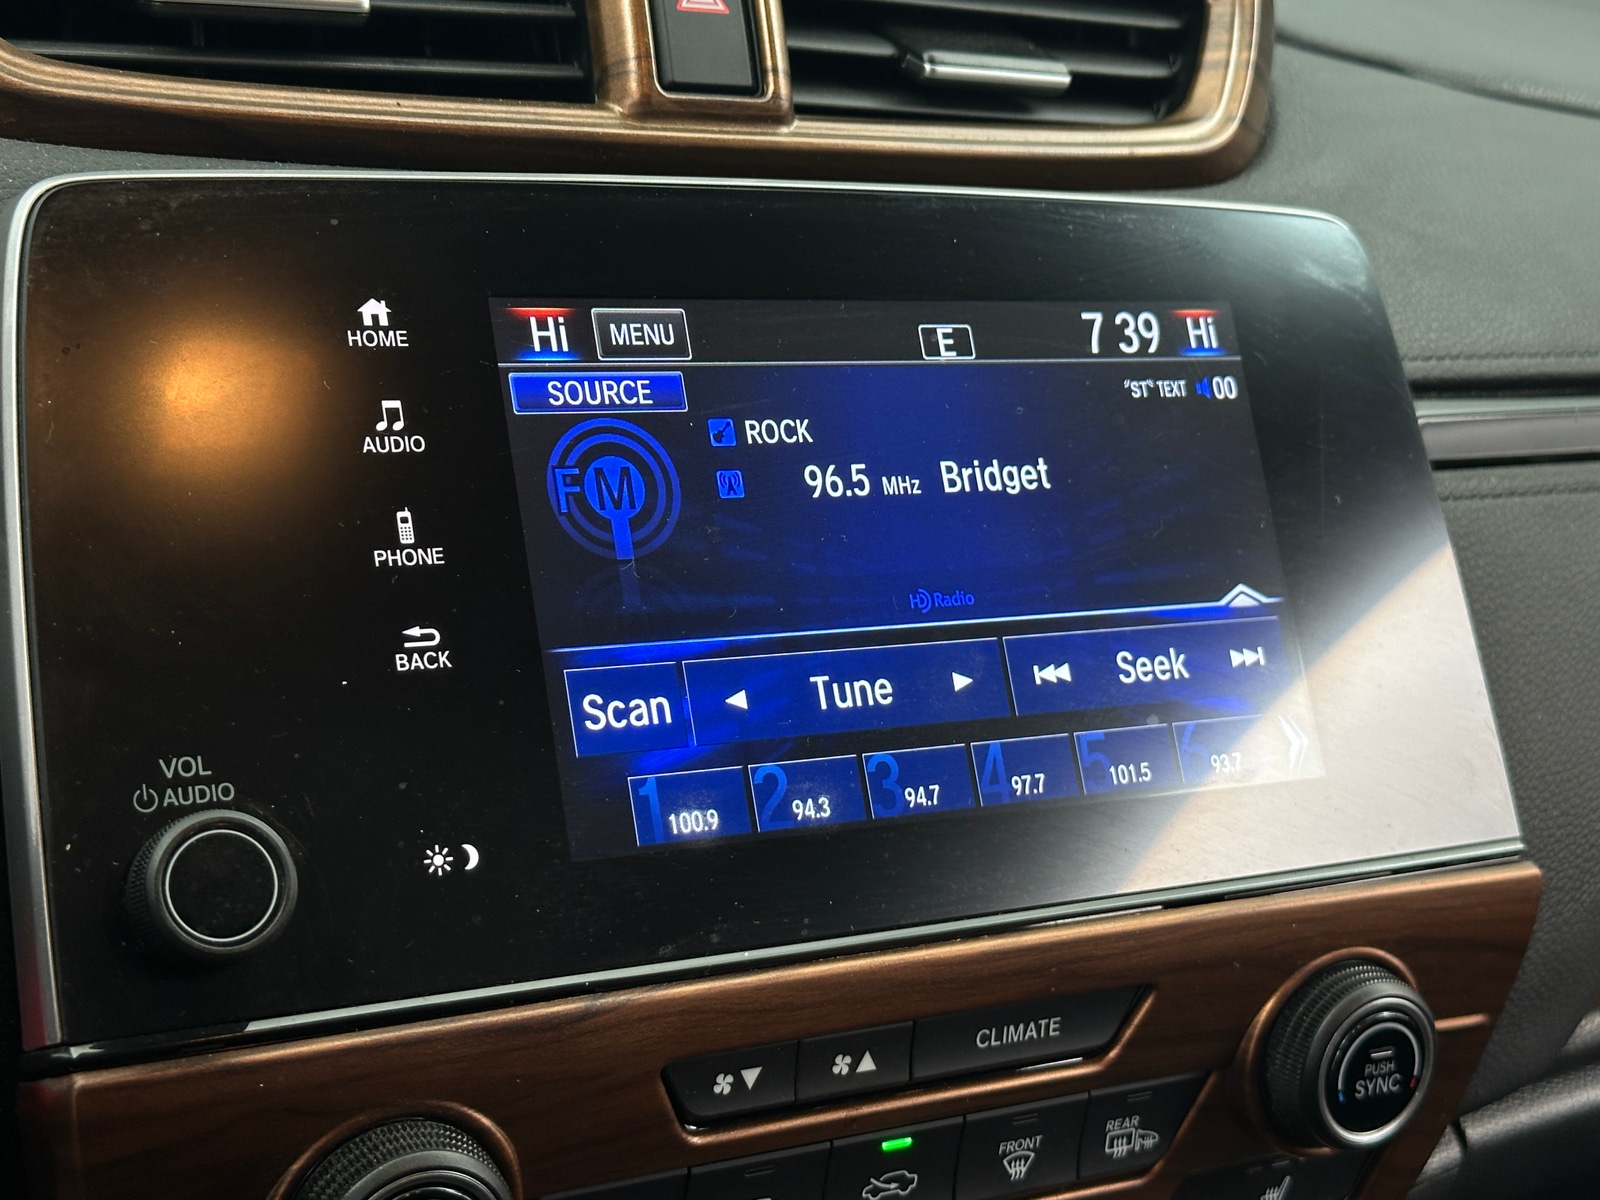 HOME
AUDIO
PHONE
BACK
VOL
AUDIO
Hi MENU E 7 39 Hi
SOURCE "ST" TEXT 00
FM
ROCK
96.5 MHz Bridget
HD Radio
Scan Tune Seek
1 100.9 2 94.3 3 94.7 4 97.7 5 101.5 6 93.7
CLIMATE
PUSH
SYNC
FRONT
REAR